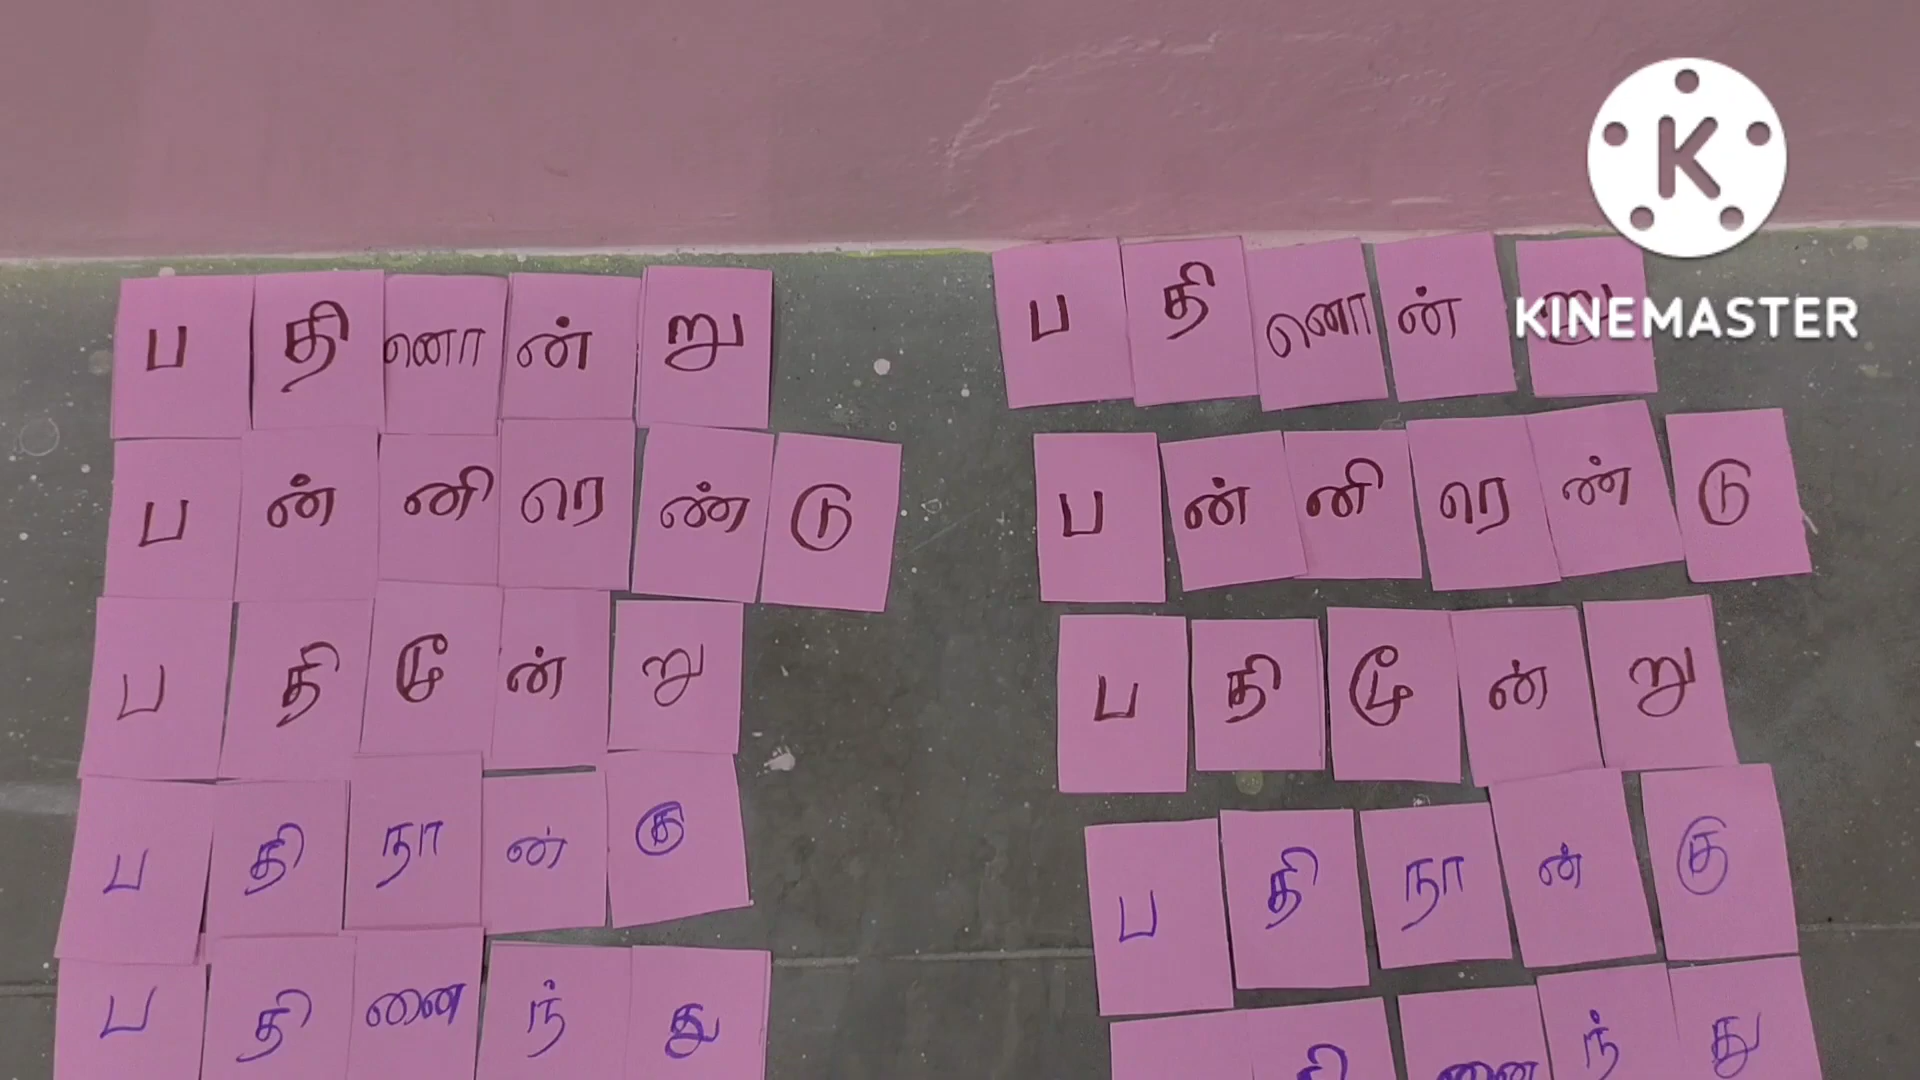 பதினொன்று
பன்னிரெண்டு
பதிமூன்று
பதிநான்கு
பதினைந்து
பதினொன்று
பன்னிரெண்டு
பதிமூன்று
பதிநான்கு
தினைந்து
KINEMASTER